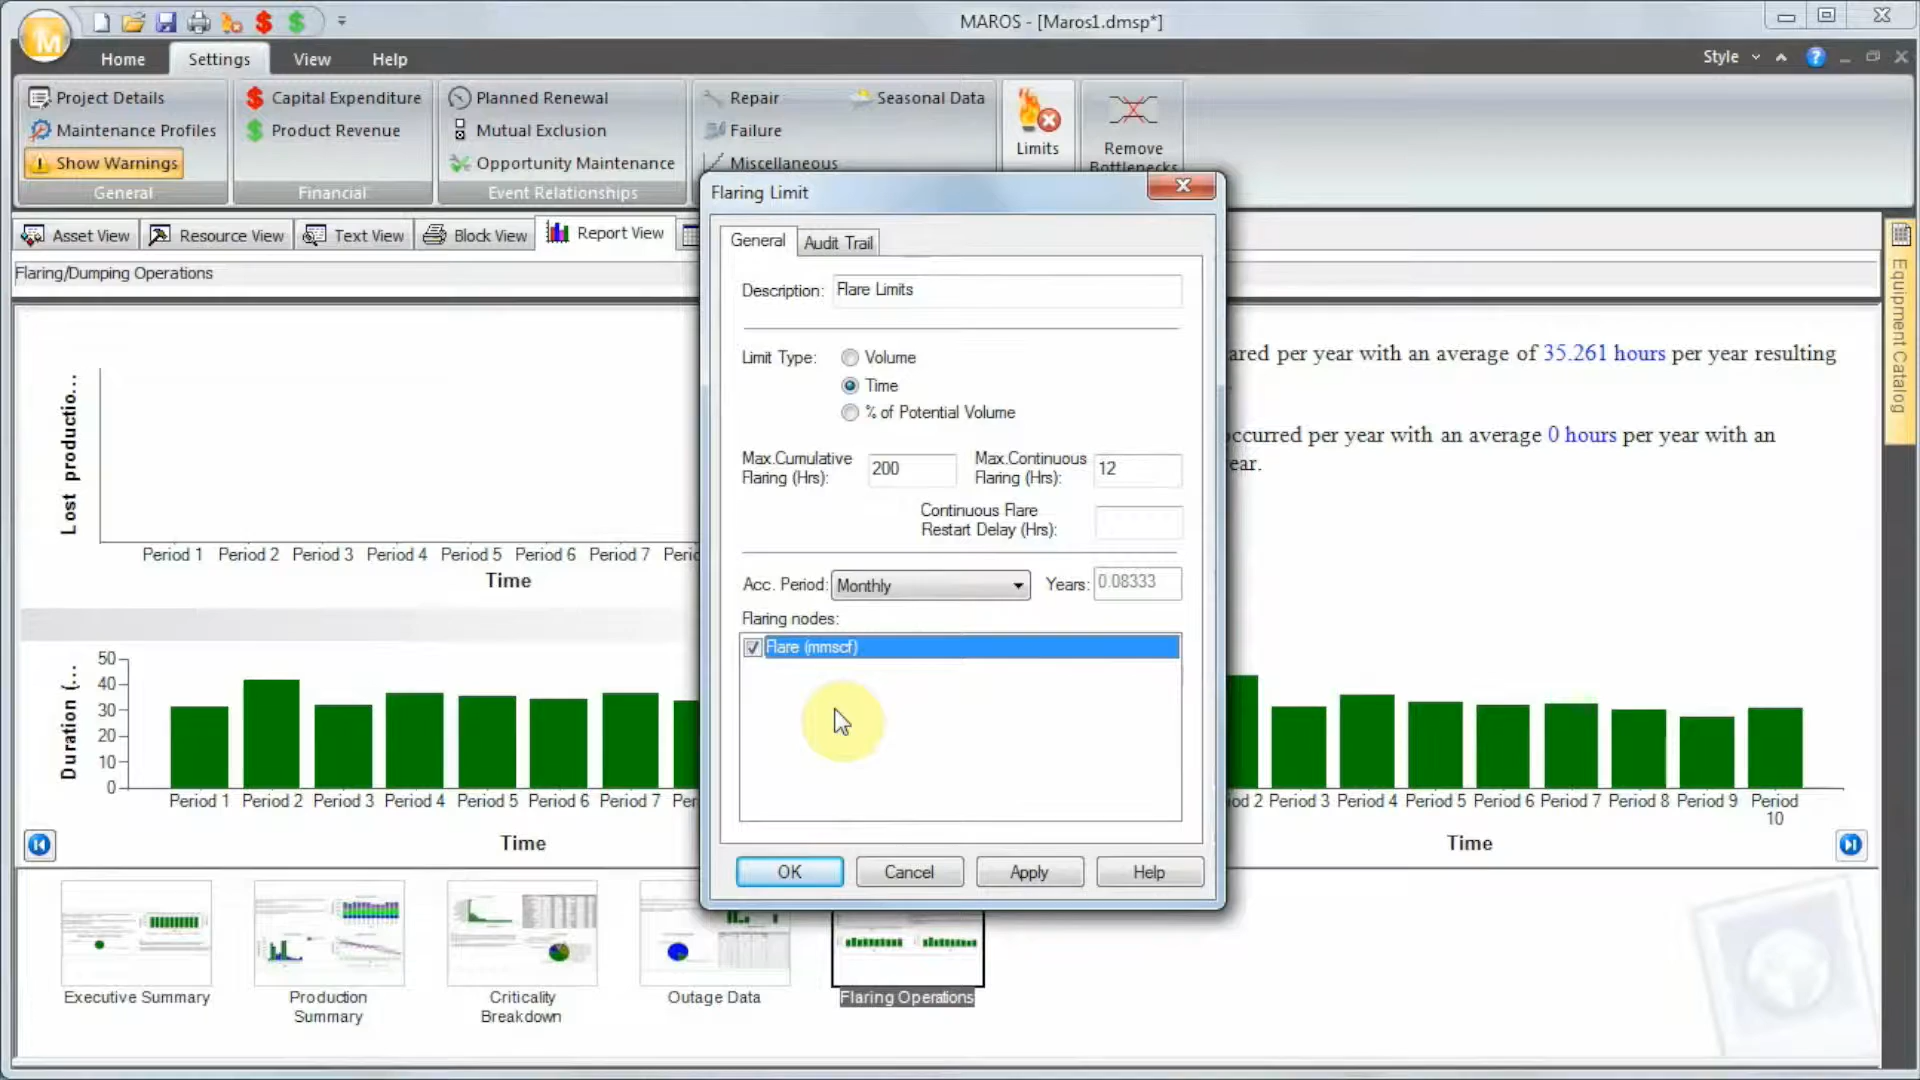 MAROS - [Maros1.dmsp*]
M
Home
Settings
View
Help
Style
Project Details
Capital Expenditure
Planned Renewal
Repair
Seasonal Data
Maintenance Profiles
Product Revenue
Mutual Exclusion
Failure
Show Warnings
Opportunity Maintenance
Miscellaneous
Limits
Remove
Bottlenecks
General
Financial
Event Relationships
Asset View
Resource View
Text View
Block View
Report View
Equipment Catalog
Flaring/Dumping Operations
Flaring Limit
General
Audit Trail
Description:
Flare Limits
Limit Type:
Volume
Time
% of Potential Volume
Max.Cumulative
Flaring (Hrs):
200
Max.Continuous
Flaring (Hrs):
12
Continuous Flare
Restart Delay (Hrs):
Acc. Period:
Monthly
Years:
0.08333
Flaring nodes:
Flare (mmscf)
OK
Cancel
Apply
Help
per year with an average of 35.261 hours per year resulting
per year with an average 0 hours per year with an
Lost productio...
Period 1 Period 2 Period 3 Period 4 Period 5 Period 6 Period 7
Time
Duration (...
50
40
30
20
10
0
Period 1 Period 2 Period 3 Period 4 Period 5 Period 6 Period 7
Time
2 Period 3 Period 4 Period 5 Period 6 Period 7 Period 8 Period 9 Period
10
Time
Executive Summary
Production
Summary
Criticality
Breakdown
Outage Data
Flaring Operations